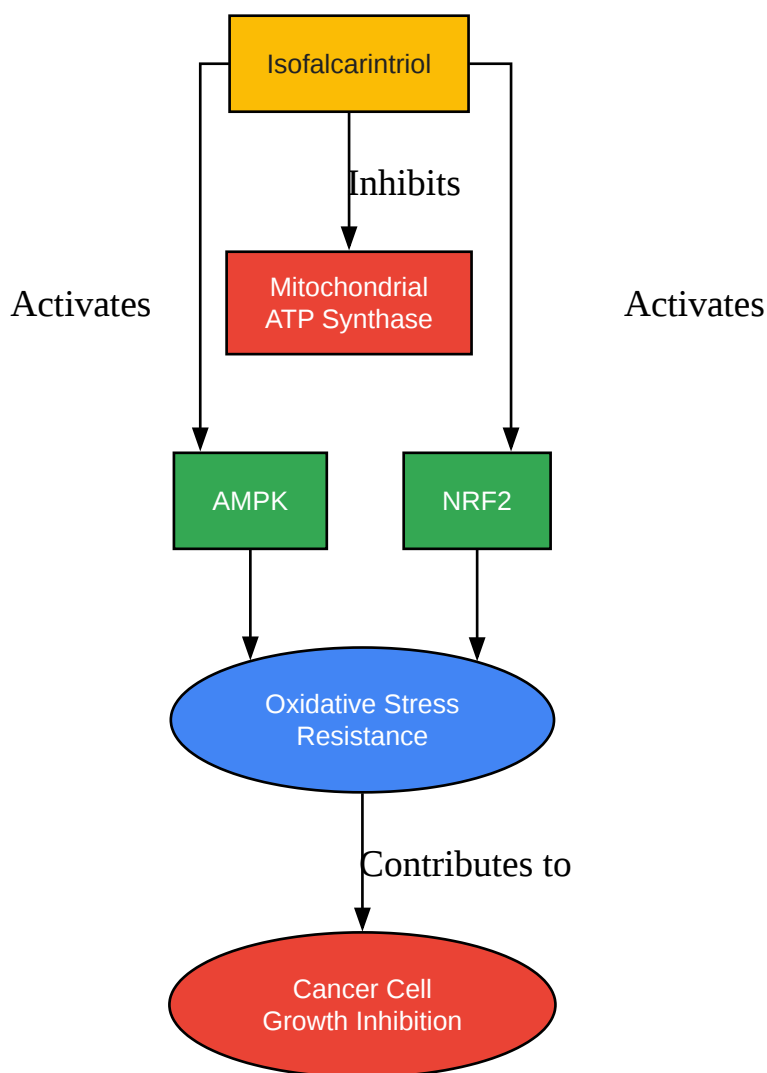 Isofalcarintriol
Inhibits
Mitochondrial
ATP Synthase
Activates
Activates
AMPK
NRF2
Oxidative Stress
Resistance
Contributes to
Cancer Cell
Growth Inhibition